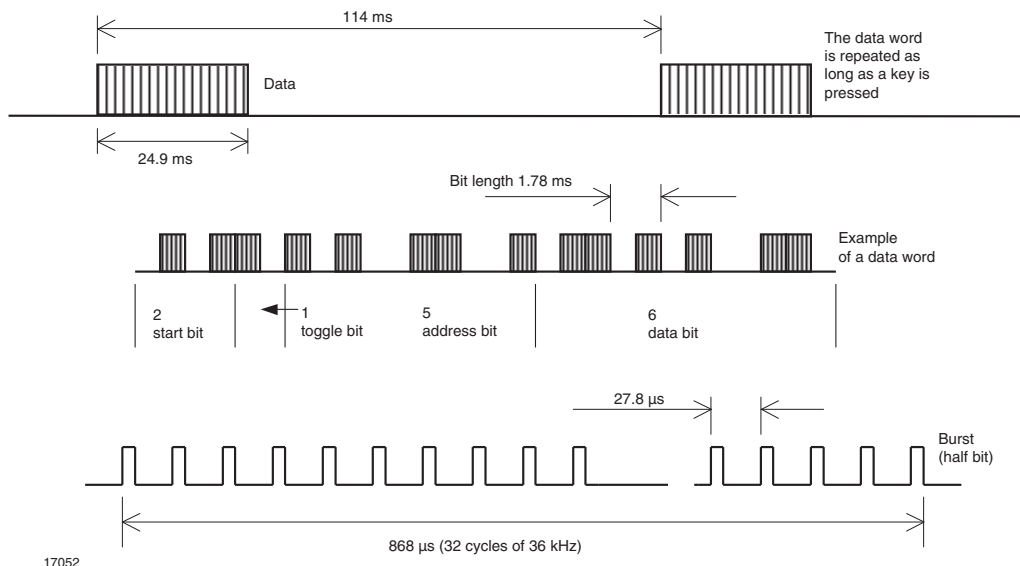 114 ms
The data word
is repeated as
long as a key is
pressed
Data
24.9 ms
Bit length 1.78 ms
Example
of a data word
2
start bit
1
toggle bit
5
address bit
6
data bit
27.8 µs
Burst
(half bit)
868 µs (32 cycles of 36 kHz)
17052